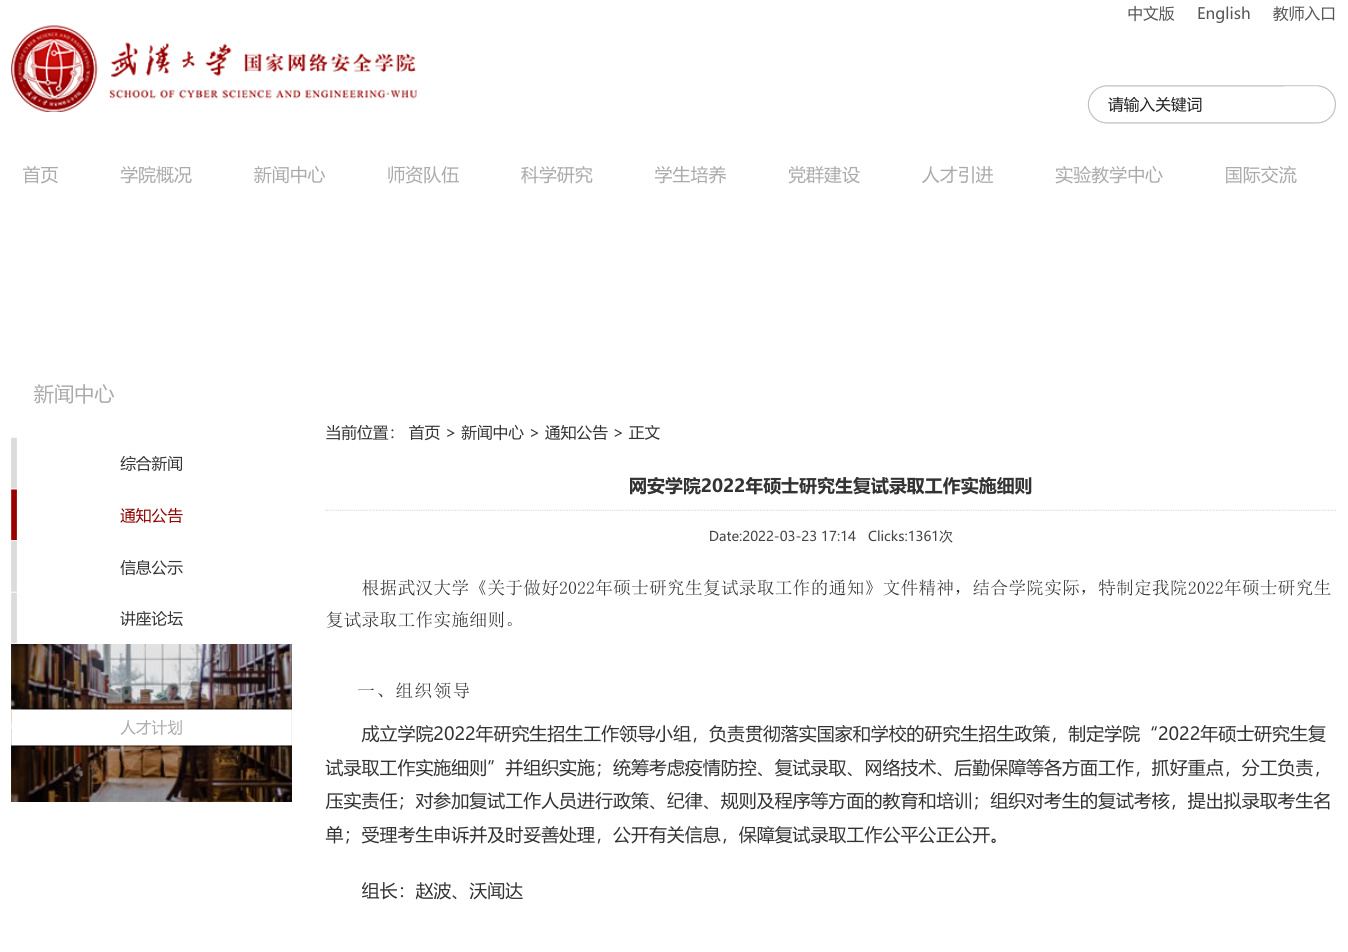 中文版 English 教师入口
武汉大学 国家网络安全学院
SCHOOL OF CYBER SCIENCE AND ENGINEERING·WHU
请输入关键词
首页 学院概况 新闻中心 师资队伍 科学研究 学生培养 党群建设 人才引进 实验教学中心 国际交流
新闻中心
综合新闻
通知公告
信息公示
讲座论坛
人才计划
当前位置： 首页 > 新闻中心 > 通知公告 > 正文
网安学院2022年硕士研究生复试录取工作实施细则
Date:2022-03-23 17:14 Clicks:1361次
根据武汉大学《关于做好2022年硕士研究生复试录取工作的通知》文件精神，结合学院实际，特制定我院2022年硕士研究生
复试录取工作实施细则。
一、组织领导
成立学院2022年研究生招生工作领导小组，负责贯彻落实国家和学校的研究生招生政策，制定学院“2022年硕士研究生复
试录取工作实施细则”并组织实施；统筹考虑疫情防控、复试录取、网络技术、后勤保障等各方面工作，抓好重点，分工负责，
压实责任；对参加复试工作人员进行政策、纪律、规则及程序等方面的教育和培训；组织对考生的复试考核，提出拟录取考生名
单；受理考生申诉并及时妥善处理，公开有关信息，保障复试录取工作公平公正公开。
组长：赵波、沃闻达